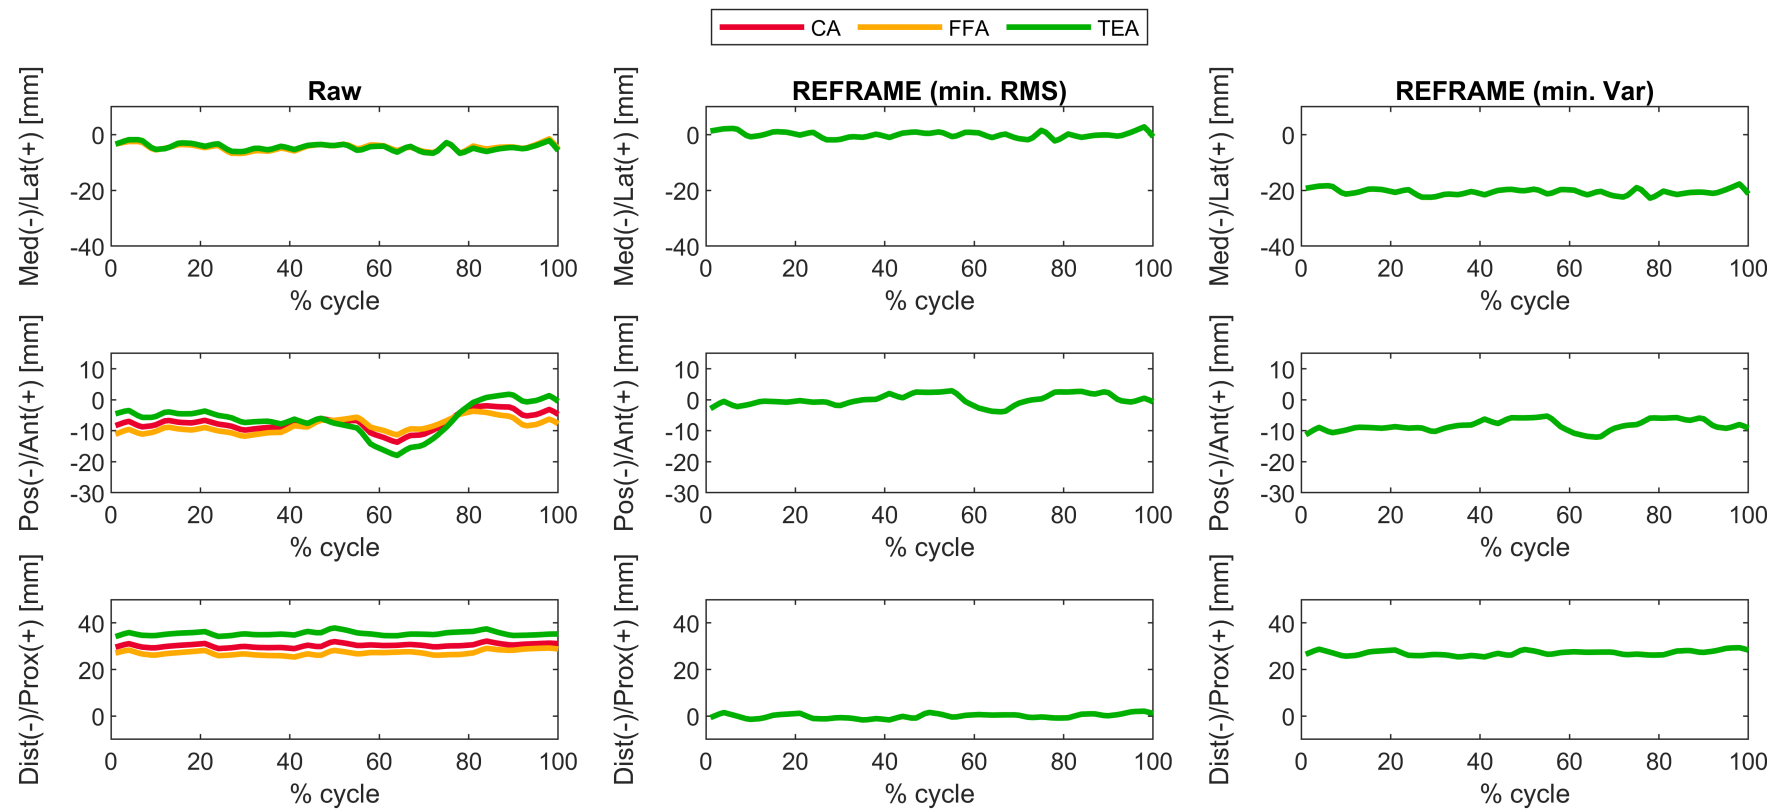 CA FFA TEA
Raw
REFRAME (min. RMS)
REFRAME (min. Var)
Med(-)/Lat(+) [mm]
0
-20
-40
0 20 40 60 80 100
% cycle
Med(-)/Lat(+) [mm]
0
-20
-40
0 20 40 60 80 100
% cycle
Med(-)/Lat(+) [mm]
0
-20
-40
0 20 40 60 80 100
% cycle
Pos(-)/Ant(+) [mm]
10
0
-10
-20
-30
0 20 40 60 80 100
% cycle
Pos(-)/Ant(+) [mm]
10
0
-10
-20
-30
0 20 40 60 80 100
% cycle
Pos(-)/Ant(+) [mm]
10
0
-10
-20
-30
0 20 40 60 80 100
% cycle
Dist(-)/Prox(+) [mm]
40
20
0
0 20 40 60 80 100
% cycle
Dist(-)/Prox(+) [mm]
40
20
0
0 20 40 60 80 100
% cycle
Dist(-)/Prox(+) [mm]
40
20
0
0 20 40 60 80 100
% cycle